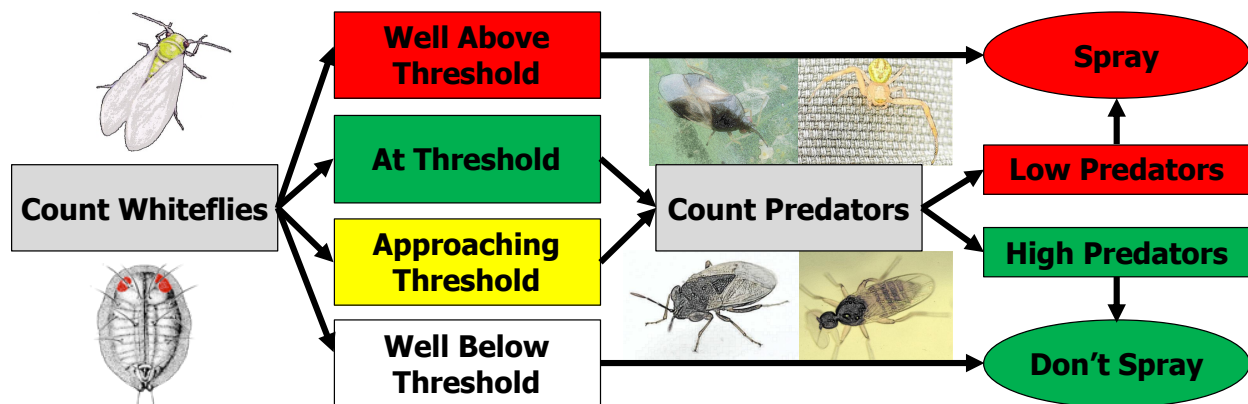 Count Whiteflies
Well Above
Threshold
At Threshold
Approaching
Threshold
Well Below
Threshold
Count Predators
Low Predators
High Predators
Spray
Don’t Spray